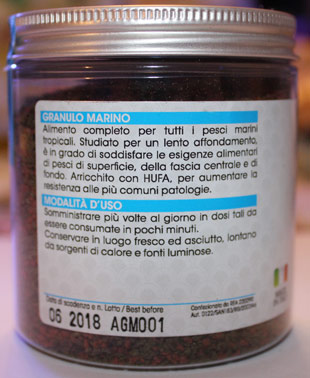 GRANULO MARINO
Alimento completo per tutti i pesci marini
tropicali. Studiato per un lento affondamento,
è in grado di soddisfare le esigenze alimentari
di pesci di superficie, della fascia centrale e di
fondo. Arricchito con HUFA, per aumentare la
resistenza alle più comuni patologie.
MODALITÀ D'USO
Somministrare più volte al giorno in dosi tali da
essere consumate in pochi minuti.
Conservare in luogo fresco ed asciutto, lontano
da sorgenti di calore e fonti luminose.
Data di scadenza e n. Lotto / Best before
Confezionato da:
06 2018 AGM001